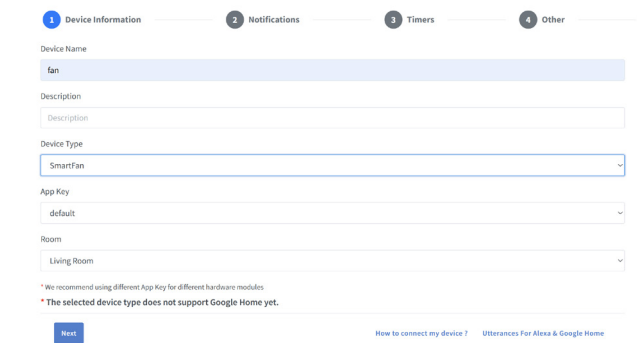 1 Device Information 2 Notifications 3 Timers 4 Other
Device Name
fan
Description
Description
Device Type
SmartFan
App Key
default
Room
Living Room
* We recommend using different App Key for different hardware modules
* The selected device type does not support Google Home yet.
Next How to connect my device ? Utterances For Alexa & Google Home